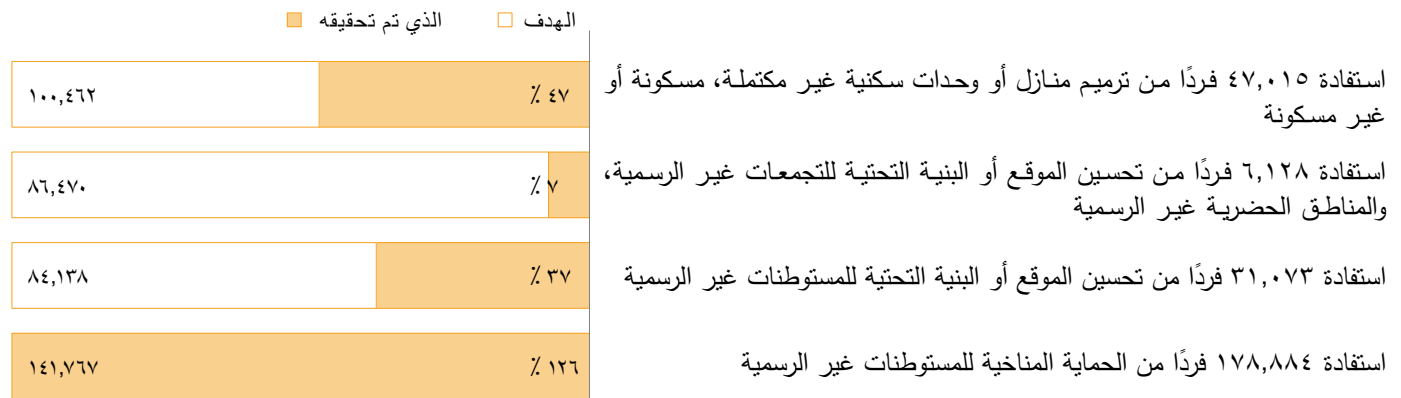 الهدف
الذي تم تحقيقه
استفادة ٤٧,٠١٥ فردًا من ترميم منازل أو وحدات سكنية غير مكتملة، مسكونة أو
غير مسكونة
٤٧ ٪
١٠٠,٤٦٢
استفادة ٦,١٢٨ فردًا من تحسين الموقع أو البنية التحتية للتجمعات غير الرسمية،
والمناطق الحضرية غير الرسمية
٧ ٪
٨٦,٤٧٠
استفادة ٣١,٠٧٣ فردًا من تحسين الموقع أو البنية التحتية للمستوطنات غير الرسمية
٣٧ ٪
٨٤,١٣٨
استفادة ١٧٨,٨٨٤ فردًا من الحماية المناخية للمستوطنات غير الرسمية
١٢٦ ٪
١٤١,٧٦٧